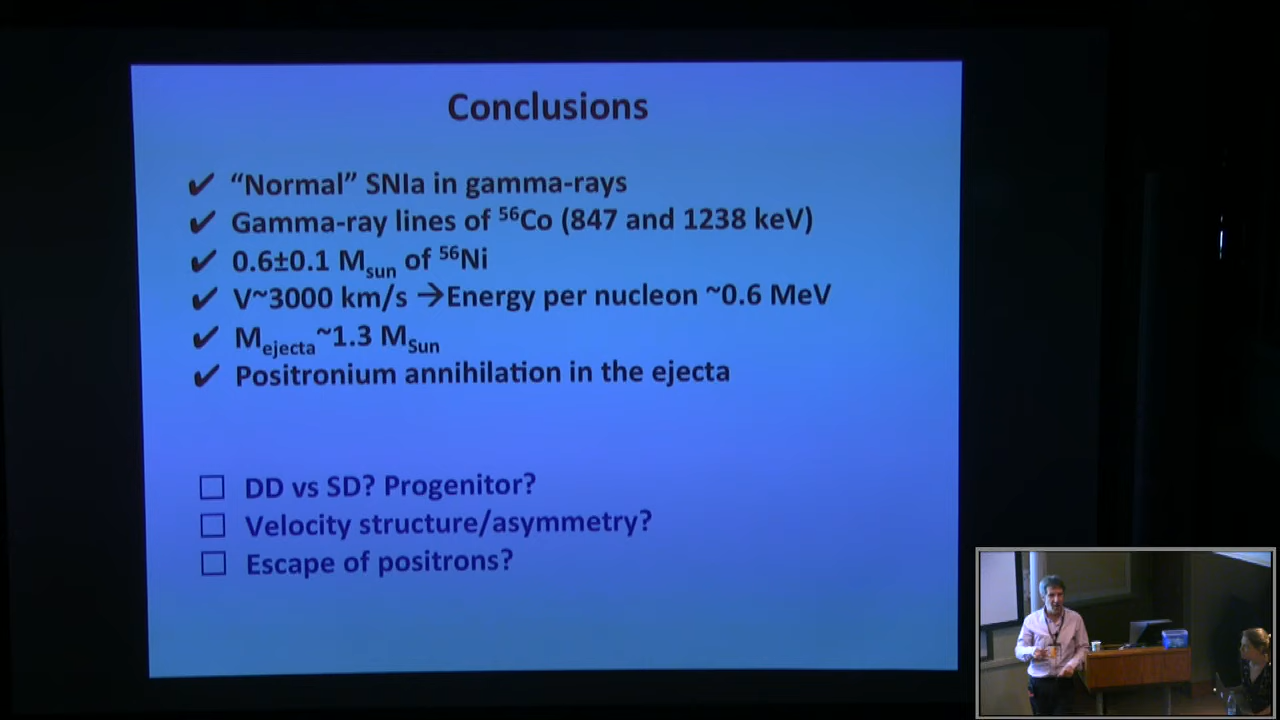 Conclusions
✔ “Normal” SNIa in gamma-rays
✔ Gamma-ray lines of ⁵⁶Co (847 and 1238 keV)
✔ 0.6±0.1 M_sun of ⁵⁶Ni
✔ V~3000 km/s →Energy per nucleon ~0.6 MeV
✔ M_ejecta~1.3 M_Sun
✔ Positronium annihilation in the ejecta
☐ DD vs SD? Progenitor?
☐ Velocity structure/asymmetry?
☐ Escape of positrons?